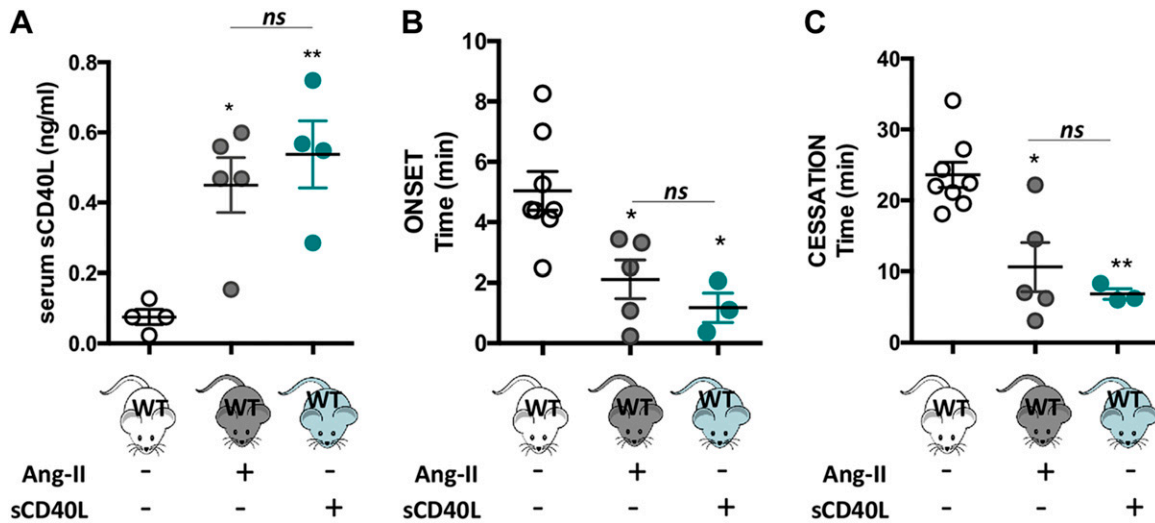 A
ns
**
*
serum sCD40L (ng/ml)
0.8
0.6
0.4
0.2
0.0
WT WT WT
Ang-II - + -
sCD40L - - +
B
ONSET
Time (min)
10
8
6
4
2
0
ns
*
*
WT WT WT
Ang-II - + -
sCD40L - - +
C
CESSATION
Time (min)
40
30
20
10
0
ns
*
**
WT WT WT
Ang-II - + -
sCD40L - - +